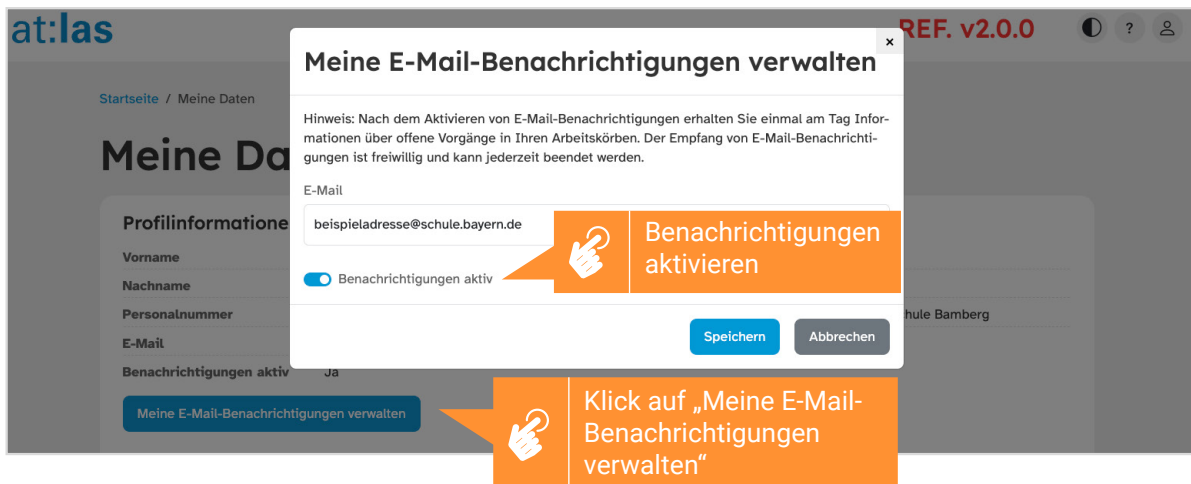 at:las
REF. v2.0.0
?
Startseite / Meine Daten
Meine Da
Profilinformatione
Vorname
Nachname
Personalnummer
hule Bamberg
E-Mail
Benachrichtigungen aktiv Ja
Meine E-Mail-Benachrichtigungen verwalten
×
Meine E-Mail-Benachrichtigungen verwalten
Hinweis: Nach dem Aktivieren von E-Mail-Benachrichtigungen erhalten Sie einmal am Tag Infor-
mationen über offene Vorgänge in Ihren Arbeitskörben. Der Empfang von E-Mail-Benachrichti-
gungen ist freiwillig und kann jederzeit beendet werden.
E-Mail
beispieladresse@schule.bayern.de
Benachrichtigungen
aktivieren
Benachrichtigungen aktiv
Speichern
Abbrechen
Klick auf „Meine E-Mail-
Benachrichtigungen
verwalten“